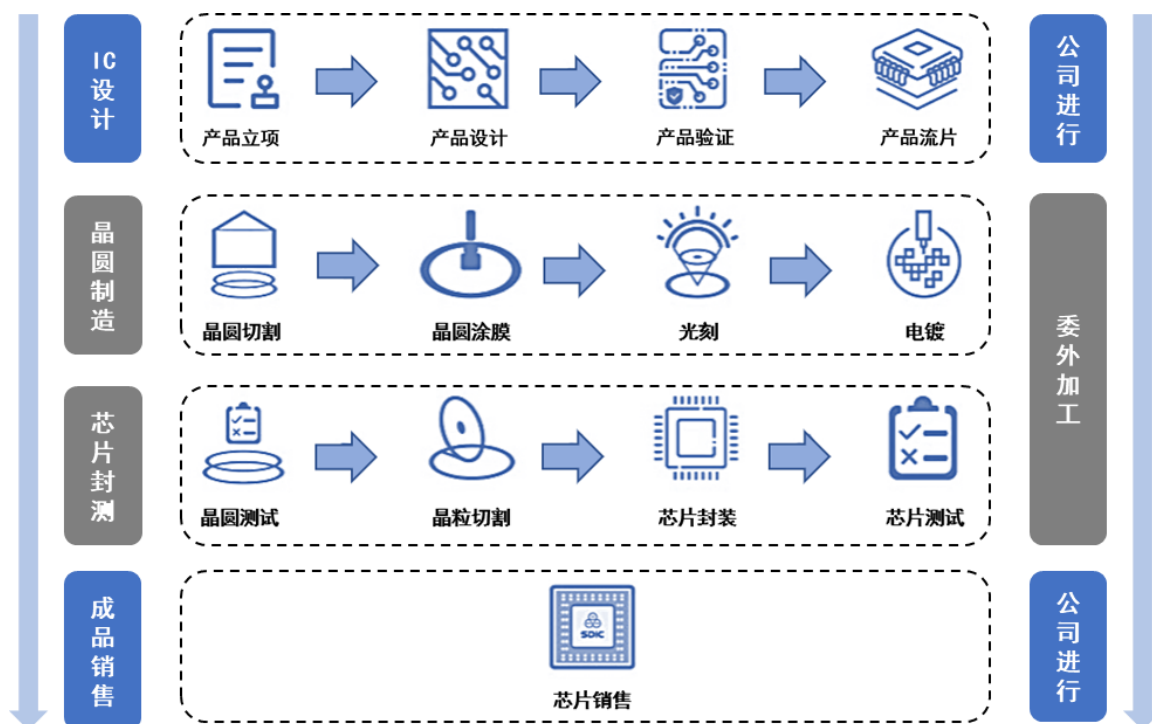 IC设计
产品立项
产品设计
产品验证
产品流片
公司进行
晶圆制造
晶圆切割
晶圆涂膜
光刻
电镀
委外加工
芯片封测
晶圆测试
晶粒切割
芯片封装
芯片测试
成品销售
SDIC
芯片销售
公司进行